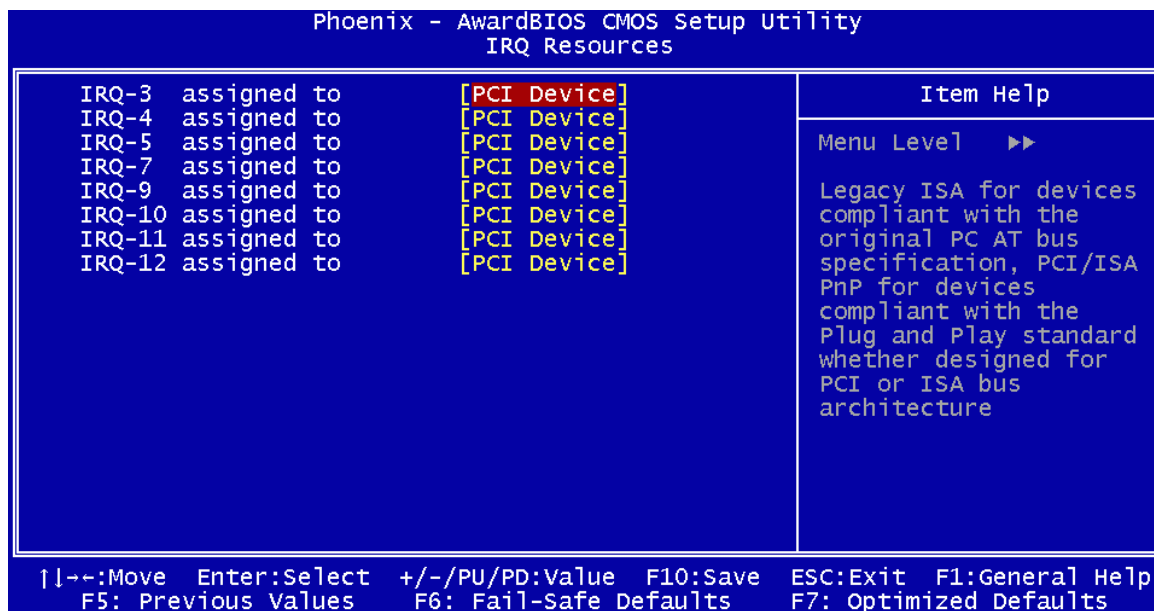 Phoenix - AwardBIOS CMOS Setup Utility
IRQ Resources
IRQ-3 assigned to [PCI Device]
IRQ-4 assigned to [PCI Device]
IRQ-5 assigned to [PCI Device]
IRQ-7 assigned to [PCI Device]
IRQ-9 assigned to [PCI Device]
IRQ-10 assigned to [PCI Device]
IRQ-11 assigned to [PCI Device]
IRQ-12 assigned to [PCI Device]
Item Help
Menu Level ▶▶
Legacy ISA for devices
compliant with the
original PC AT bus
specification, PCI/ISA
PnP for devices
compliant with the
Plug and Play standard
whether designed for
PCI or ISA bus
architecture
↑↓→←:Move Enter:Select +/-/PU/PD:Value F10:Save ESC:Exit F1:General Help
F5: Previous Values F6: Fail-Safe Defaults F7: Optimized Defaults